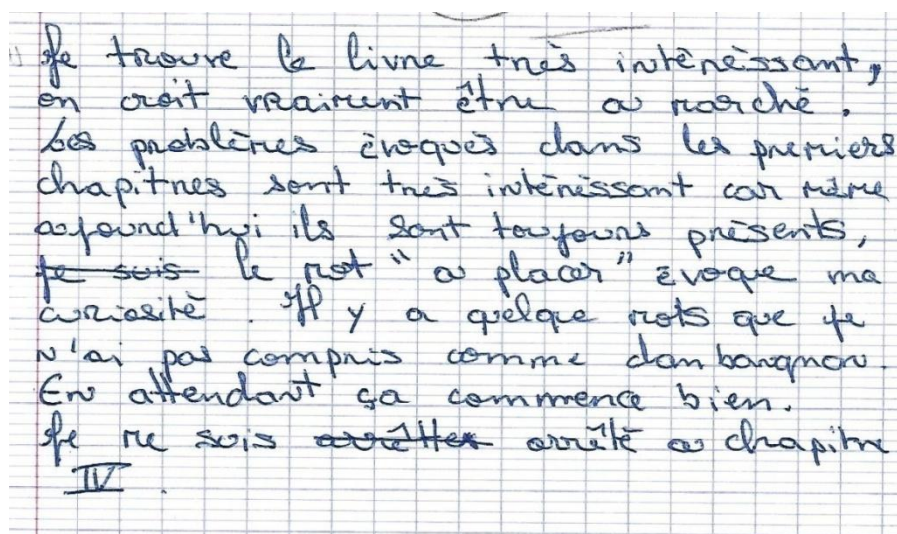 Je trouve le livre très intérèssant,
on croit vraiment être au marché.
Les problèmes évoqués dans les premiers
chapitres sont très intérèssant car même
aujourd'hui ils sont toujours présents,
je suis le mot "au placar" évoque ma
curiosité. Il y a quelque mots que je
n'ai pas compris comme
En attendant ça commence bien.
Je me suis arrêtter arrêté au chapitre
IV.